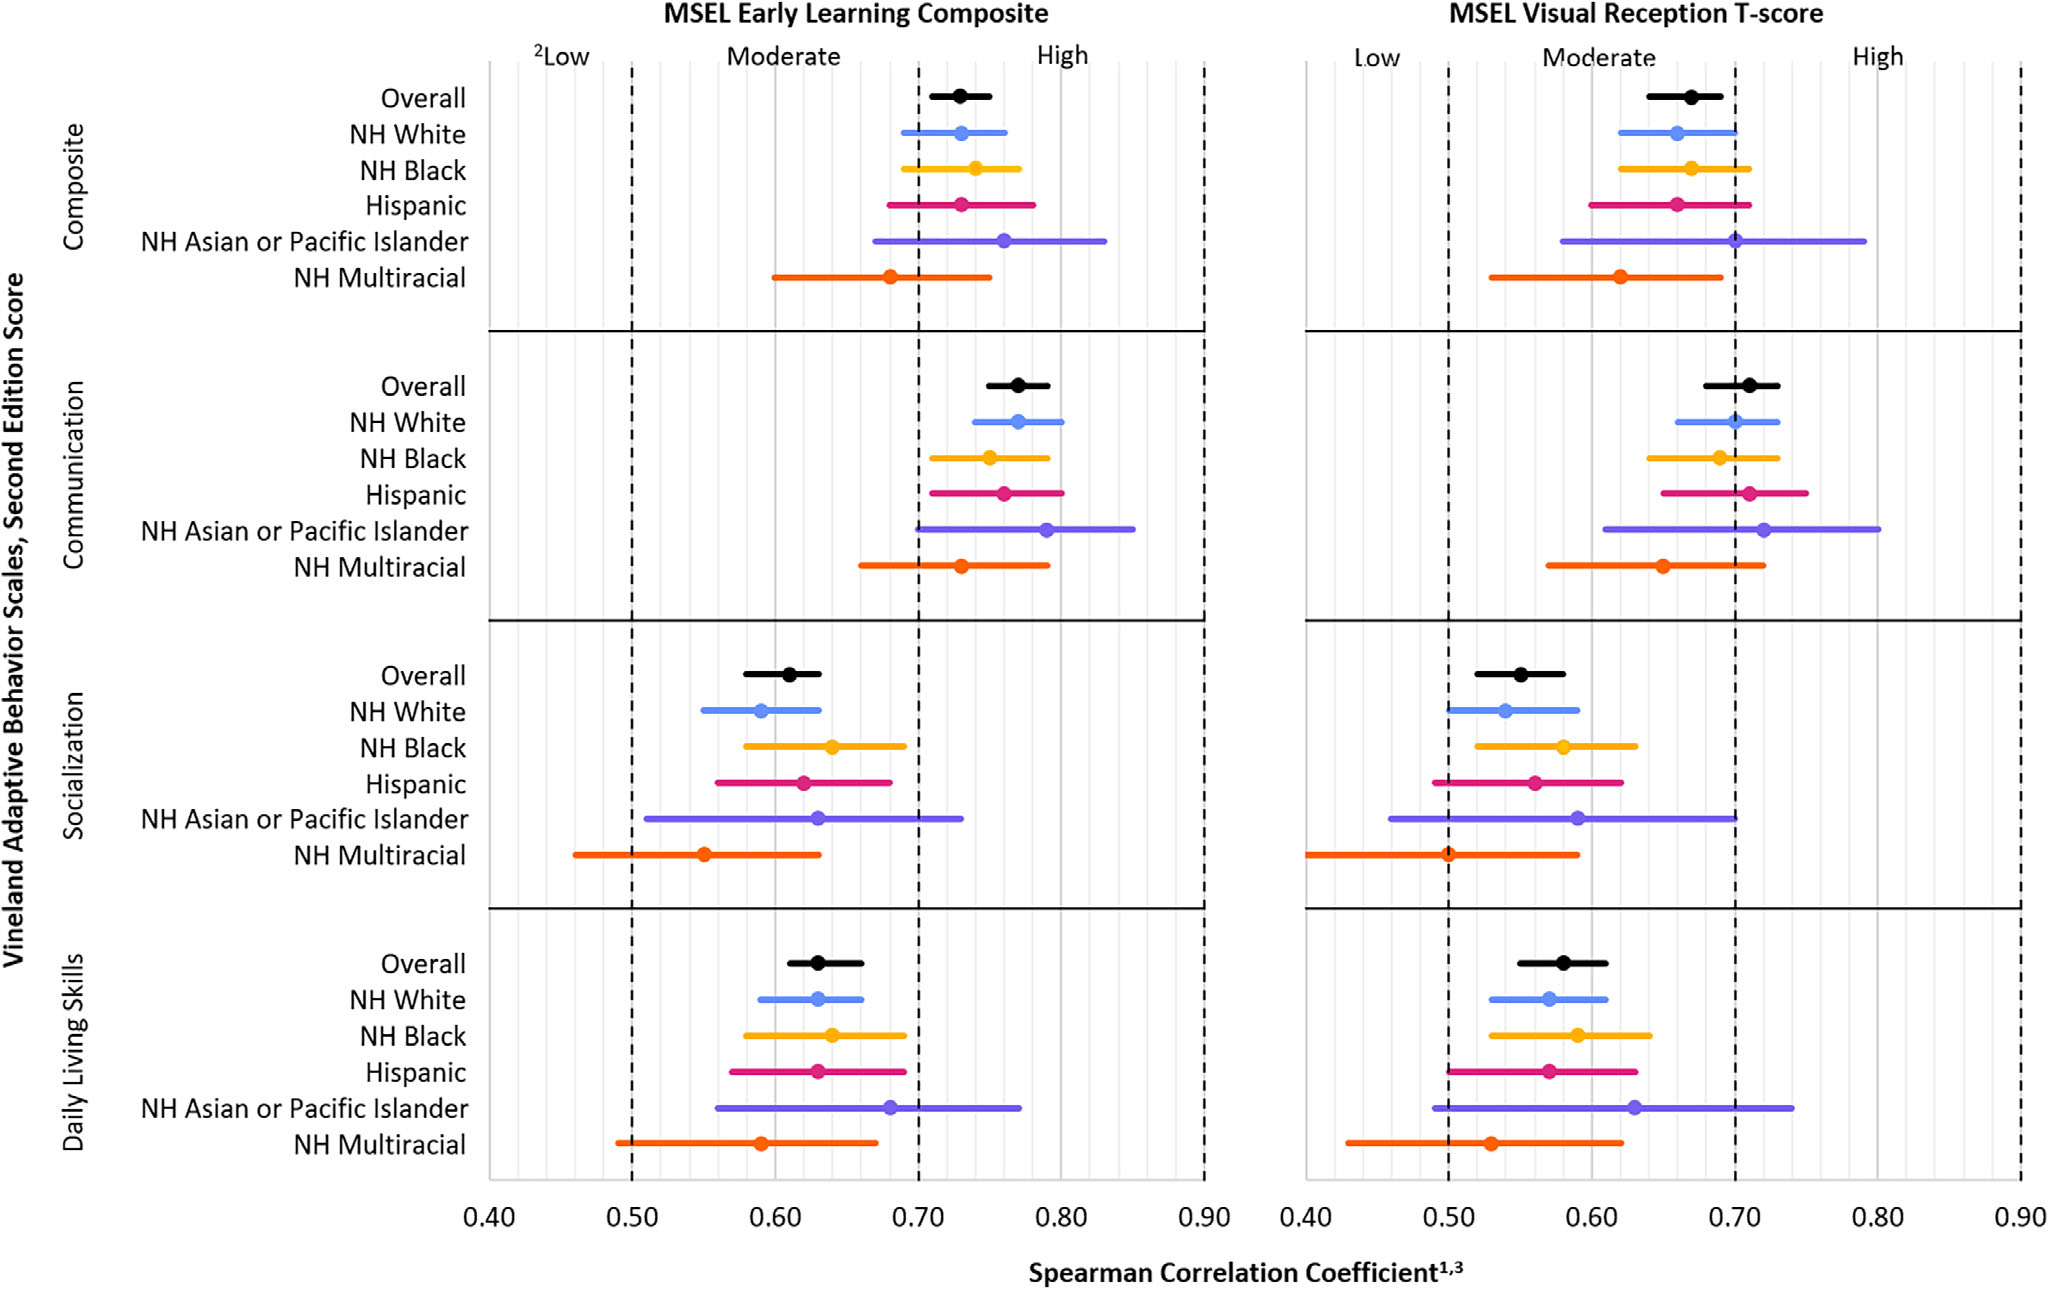 MSEL Early Learning Composite
MSEL Visual Reception T-score
²Low
Moderate
High
Low
Moderate
High
Vineland Adaptive Behavior Scales, Second Edition Score
Composite
Overall
NH White
NH Black
Hispanic
NH Asian or Pacific Islander
NH Multiracial
Communication
Overall
NH White
NH Black
Hispanic
NH Asian or Pacific Islander
NH Multiracial
Socialization
Overall
NH White
NH Black
Hispanic
NH Asian or Pacific Islander
NH Multiracial
Daily Living Skills
Overall
NH White
NH Black
Hispanic
NH Asian or Pacific Islander
NH Multiracial
0.40 0.50 0.60 0.70 0.80 0.90
0.40 0.50 0.60 0.70 0.80 0.90
Spearman Correlation Coefficient¹,³